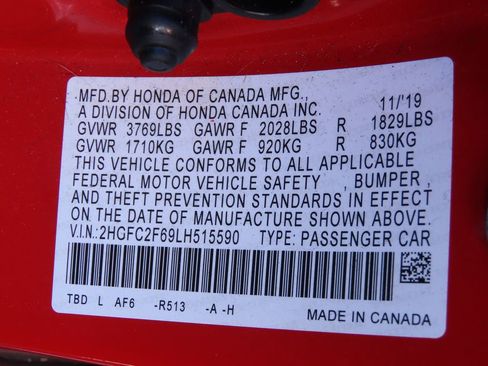 MFD.BY HONDA OF CANADA MFG., 11/'19
A DIVISION OF HONDA CANADA INC.
GVWR 3769LBS GAWR F 2028LBS R 1829LBS
GVWR 1710KG GAWR F 920KG R 830KG
THIS VEHICLE CONFORMS TO ALL APPLICABLE
FEDERAL MOTOR VEHICLE SAFETY , BUMPER,
AND THEFT PREVENTION STANDARDS IN EFFECT
ON THE DATE OF MANUFACTURE SHOWN ABOVE.
V.I.N.:2HGFC2F69LH515590 TYPE: PASSENGER CAR
TBD L AF6 -R513 -A -H
MADE IN CANADA